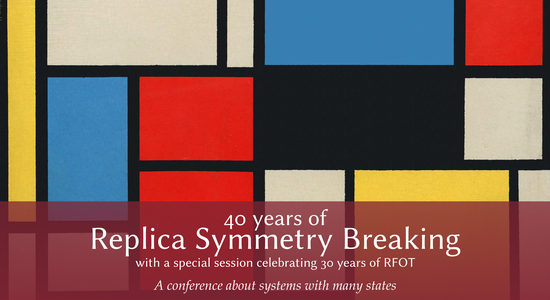 40 years of
Replica Symmetry Breaking
with a special session celebrating 30 years of RFOT
A conference about systems with many states